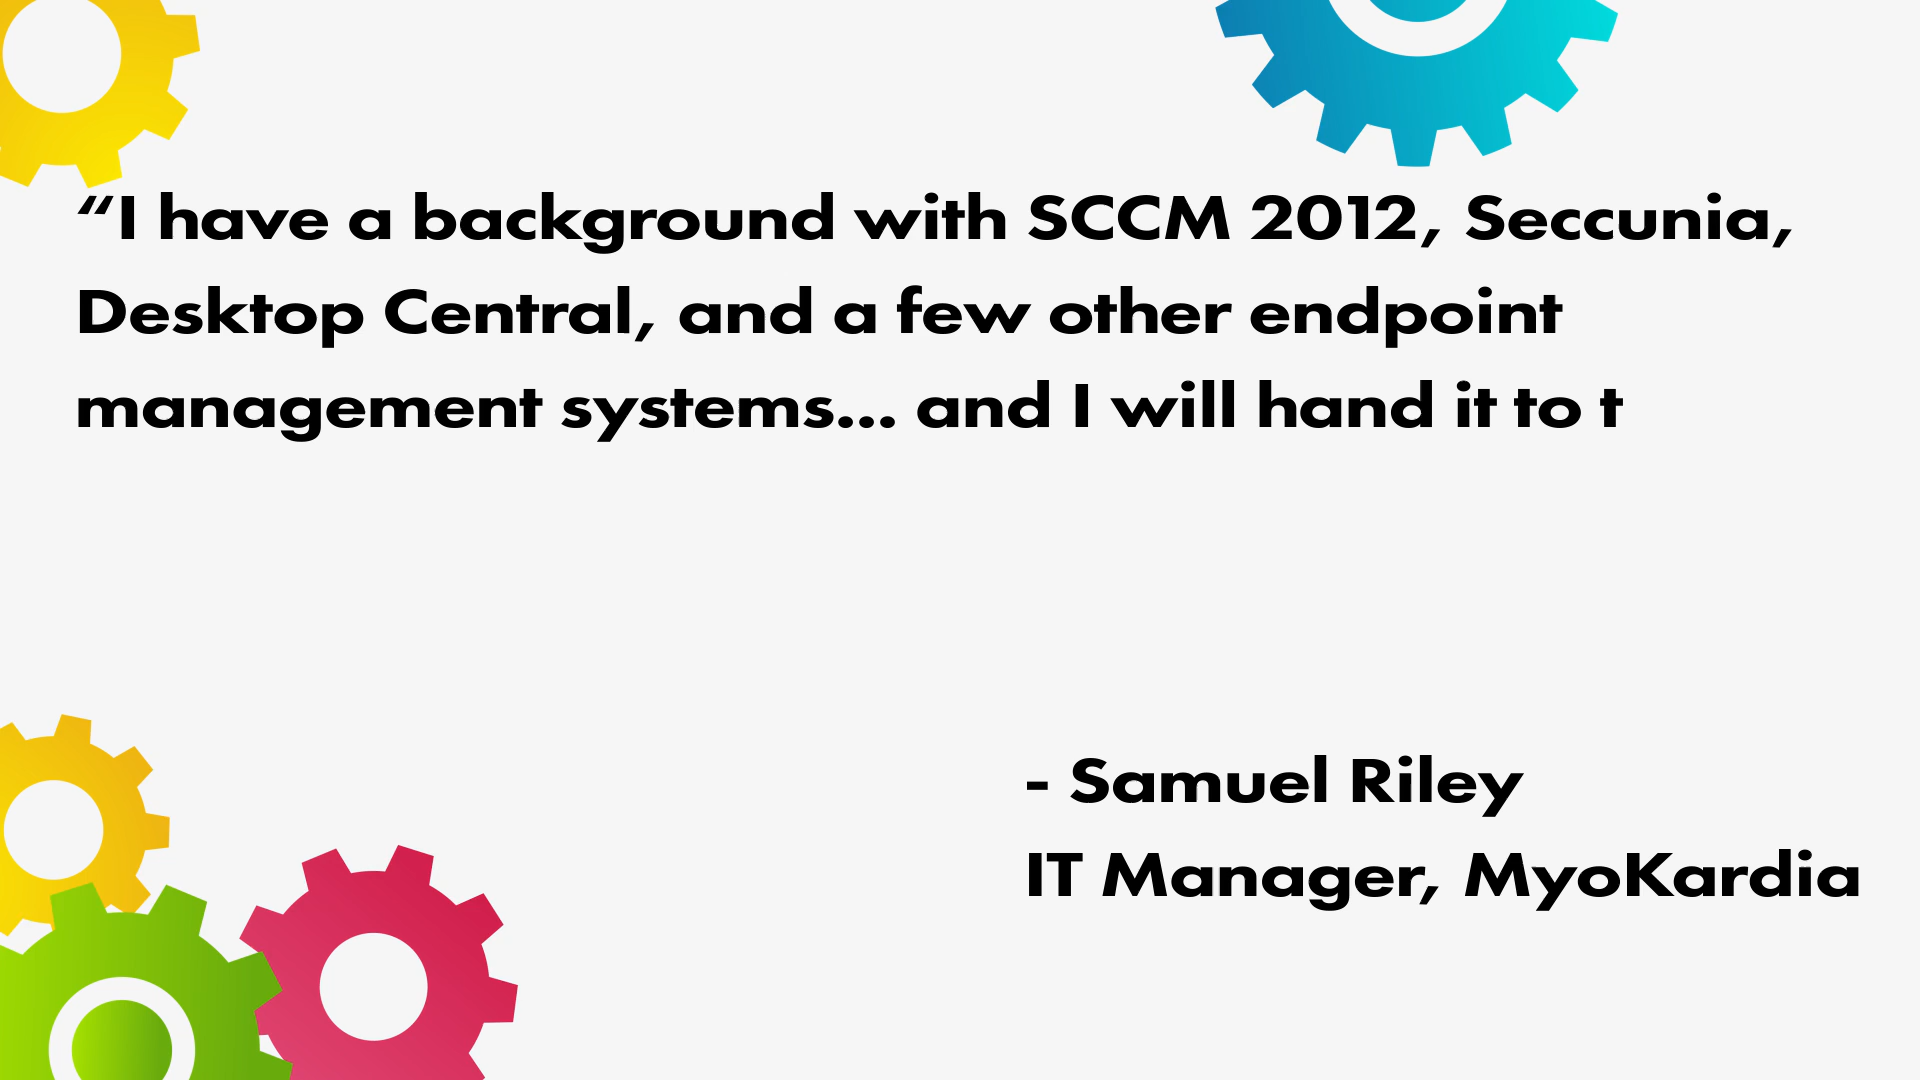 “I have a background with SCCM 2012, Seccunia,
Desktop Central, and a few other endpoint
management systems... and I will hand it to t
- Samuel Riley
IT Manager, MyoKardia